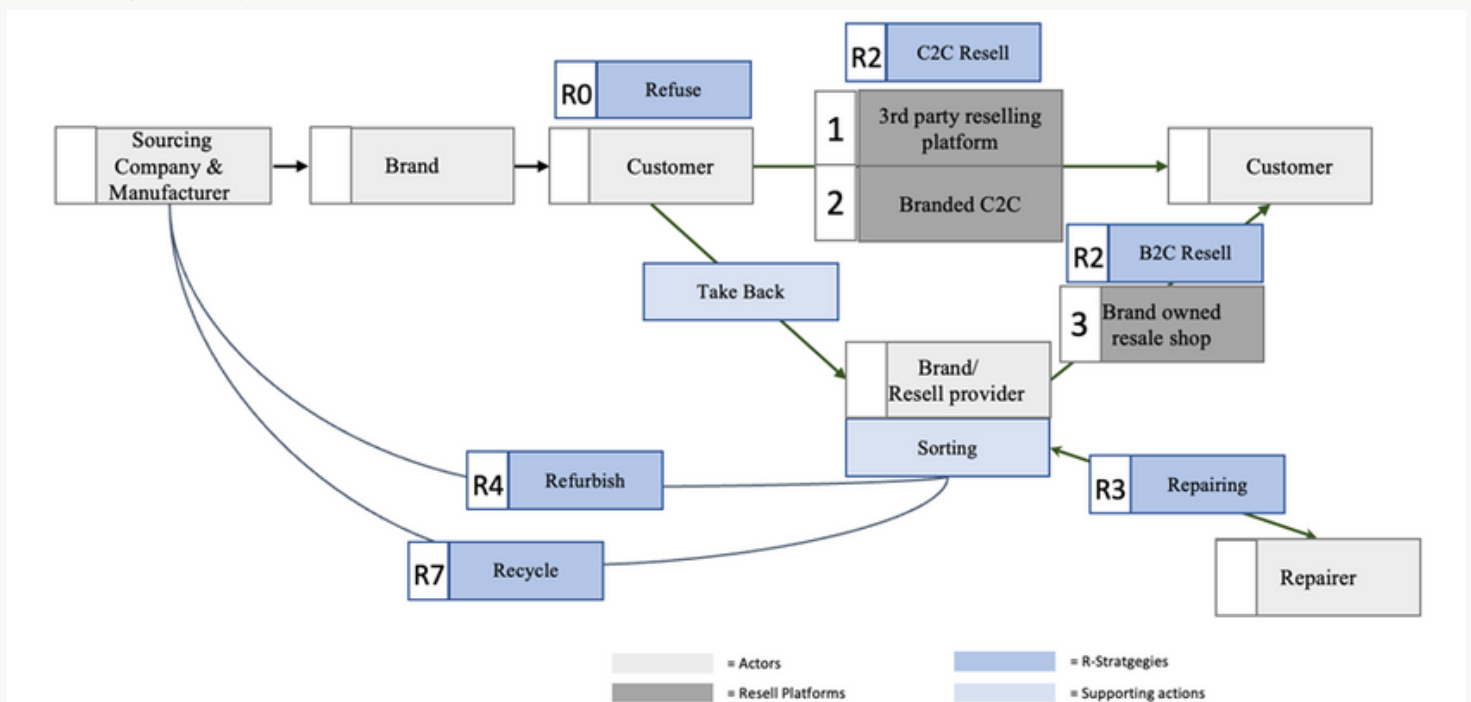 R2
C2C Resell
R0
Refuse
1
3rd party reselling
platform
Sourcing
Company &
Manufacturer
Brand
Customer
Customer
2
Branded C2C
R2
B2C Resell
Take Back
3
Brand owned
resale shop
Brand/
Resell provider
Sorting
R4
Refurbish
R3
Repairing
R7
Recycle
Repairer
= Actors
= R-Stratgegies
= Resell Platforms
= Supporting actions